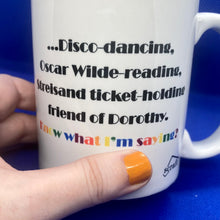 ...Disco-dancing,
Oscar Wilde-reading,
Streisand ticket-holding
friend of Dorothy.
Know what I'm saying?